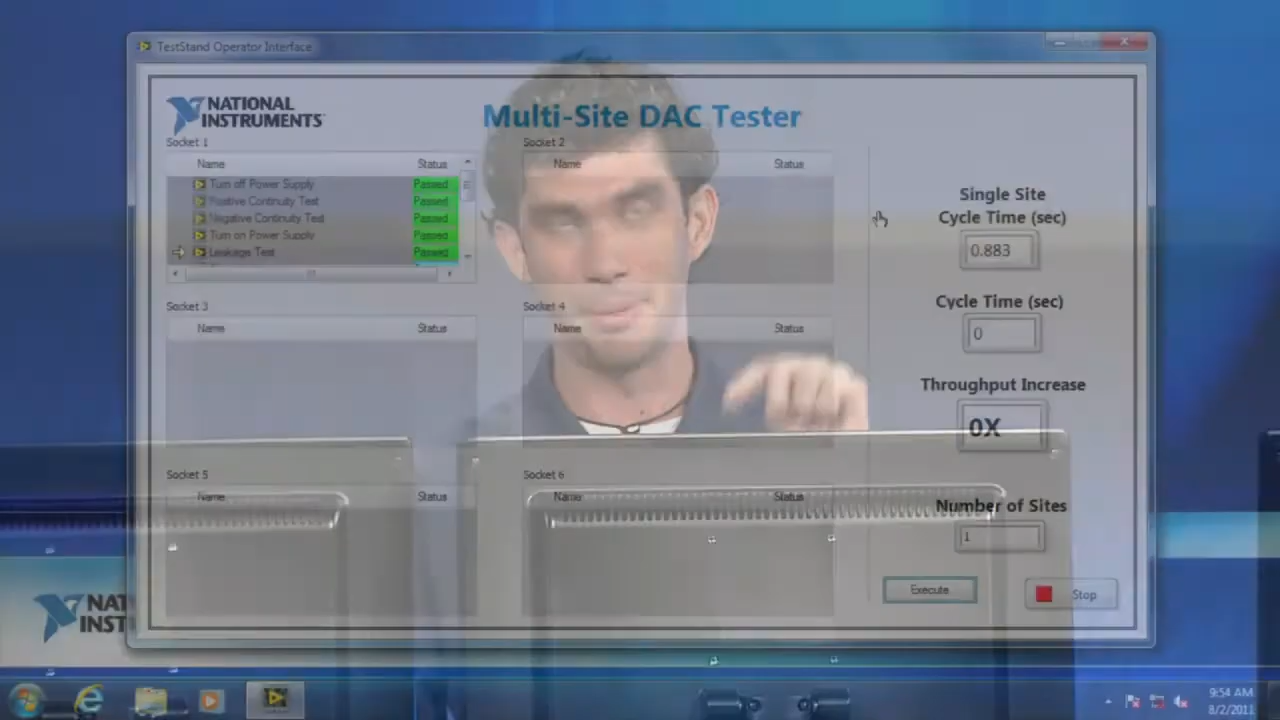 TestStand Operator Interface
NATIONAL
INSTRUMENTS
Multi-Site DAC Tester
Socket 1
Name Status
Turn off Power Supply Passed
Positive Continuity Test Passed
Negative Continuity Test Passed
Turn on Power Supply Passed
Leakage Test Passed
Socket 2
Name Status
Socket 3
Name Status
Socket 4
Name Status
Socket 5
Name Status
Socket 6
Name Status
Single Site
Cycle Time (sec)
0.883
Cycle Time (sec)
0
Throughput Increase
0X
Number of Sites
1
Execute
Stop
NAT
INST
9:54 AM
8/2/2011